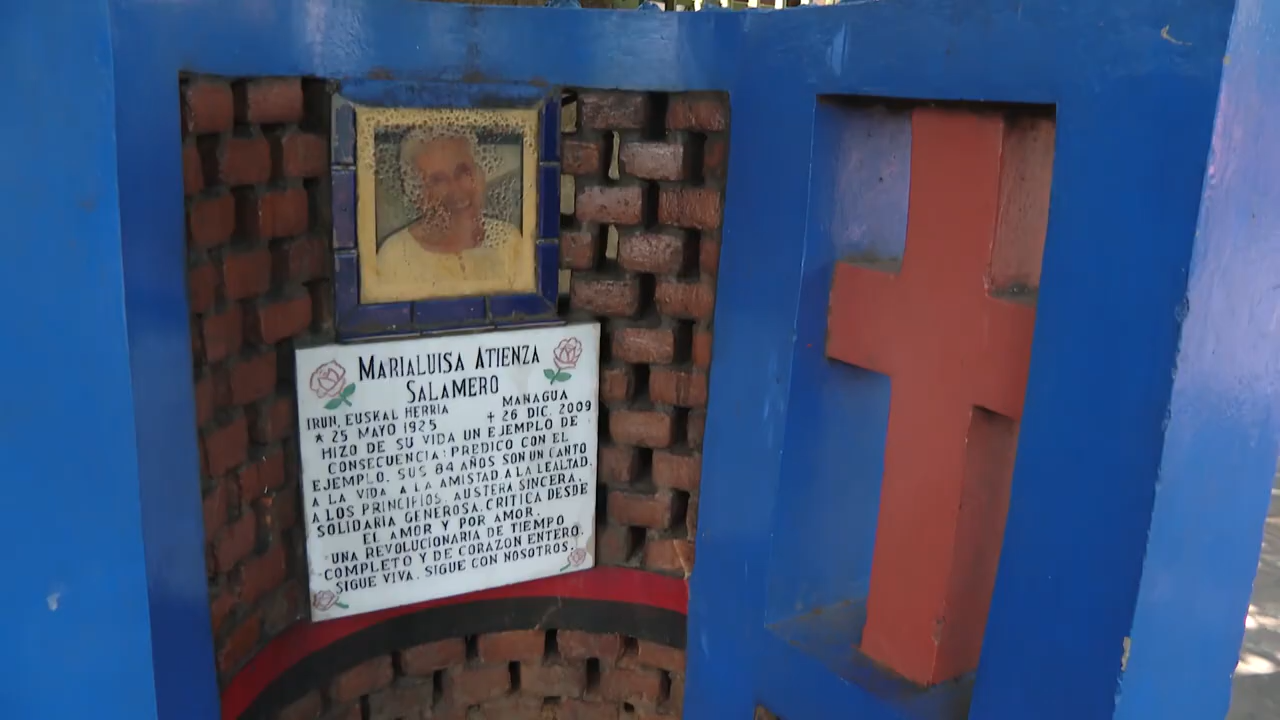 MARIALUISA ATIENZA
SALAMERO
IRUN, EUSKAL HERRIA MANAGUA
* 25 MAYO 1925 + 26 DIC. 2009
HIZO DE SU VIDA UN EJEMPLO DE
CONSECUENCIA: PREDICO CON EL
EJEMPLO. SUS 84 AÑOS SON UN CANTO
A LA VIDA, A LA AMISTAD A LA LEALTAD,
A LOS PRINCIPIOS. AUSTERA SINCERA,
SOLIDARIA GENEROSA, CRITICA DESDE
EL AMOR Y POR AMOR.
UNA REVOLUCIONARIA DE TIEMPO
COMPLETO Y DE CORAZON ENTERO.
SIGUE VIVA. SIGUE CON NOSOTROS.